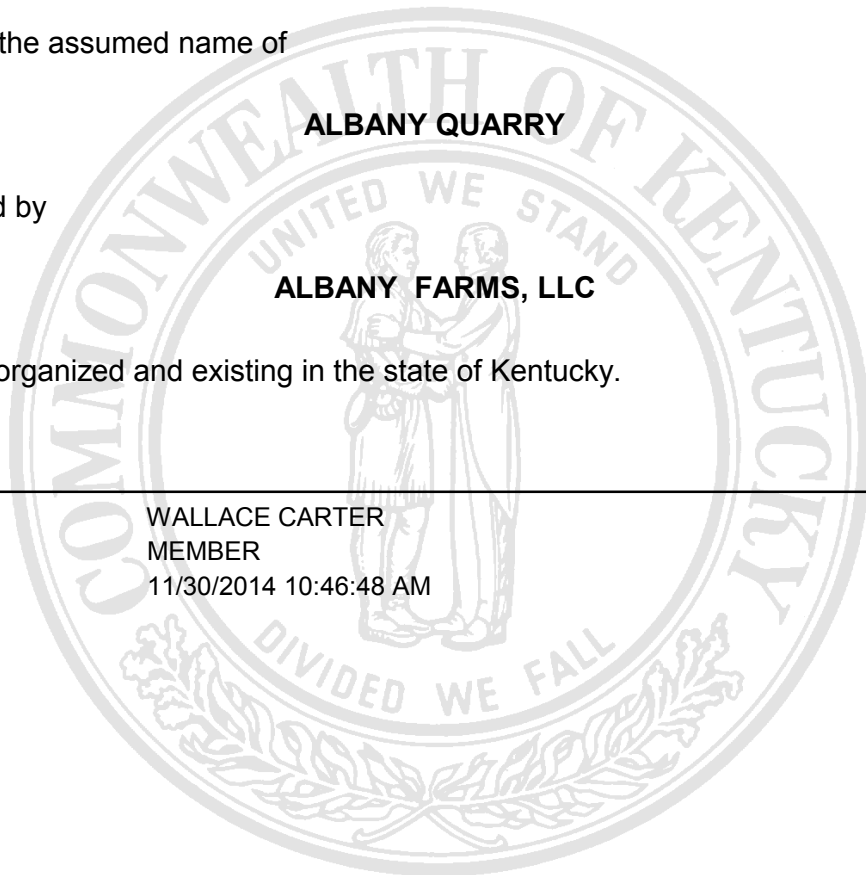 the assumed name of
ALBANY QUARRY
d by
ALBANY FARMS, LLC
organized and existing in the state of Kentucky.
WALLACE CARTER
MEMBER
11/30/2014 10:46:48 AM
COMMONWEALTH OF KENTUCKY
UNITED WE STAND
DIVIDED WE FALL